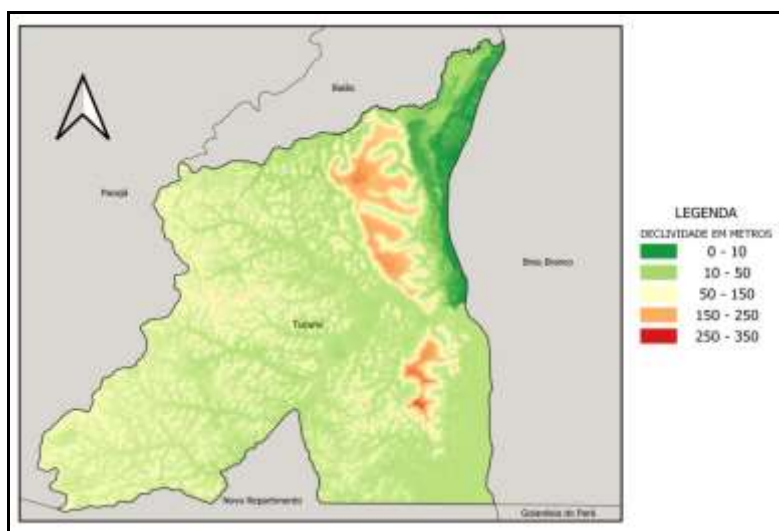 Baião
Pacajá
Breu Branco
Tucuruí
Novo Repartimento
Goianésia do Pará
LEGENDA
DECLIVIDADE EM METROS
0 - 10
10 - 50
50 - 150
150 - 250
250 - 350